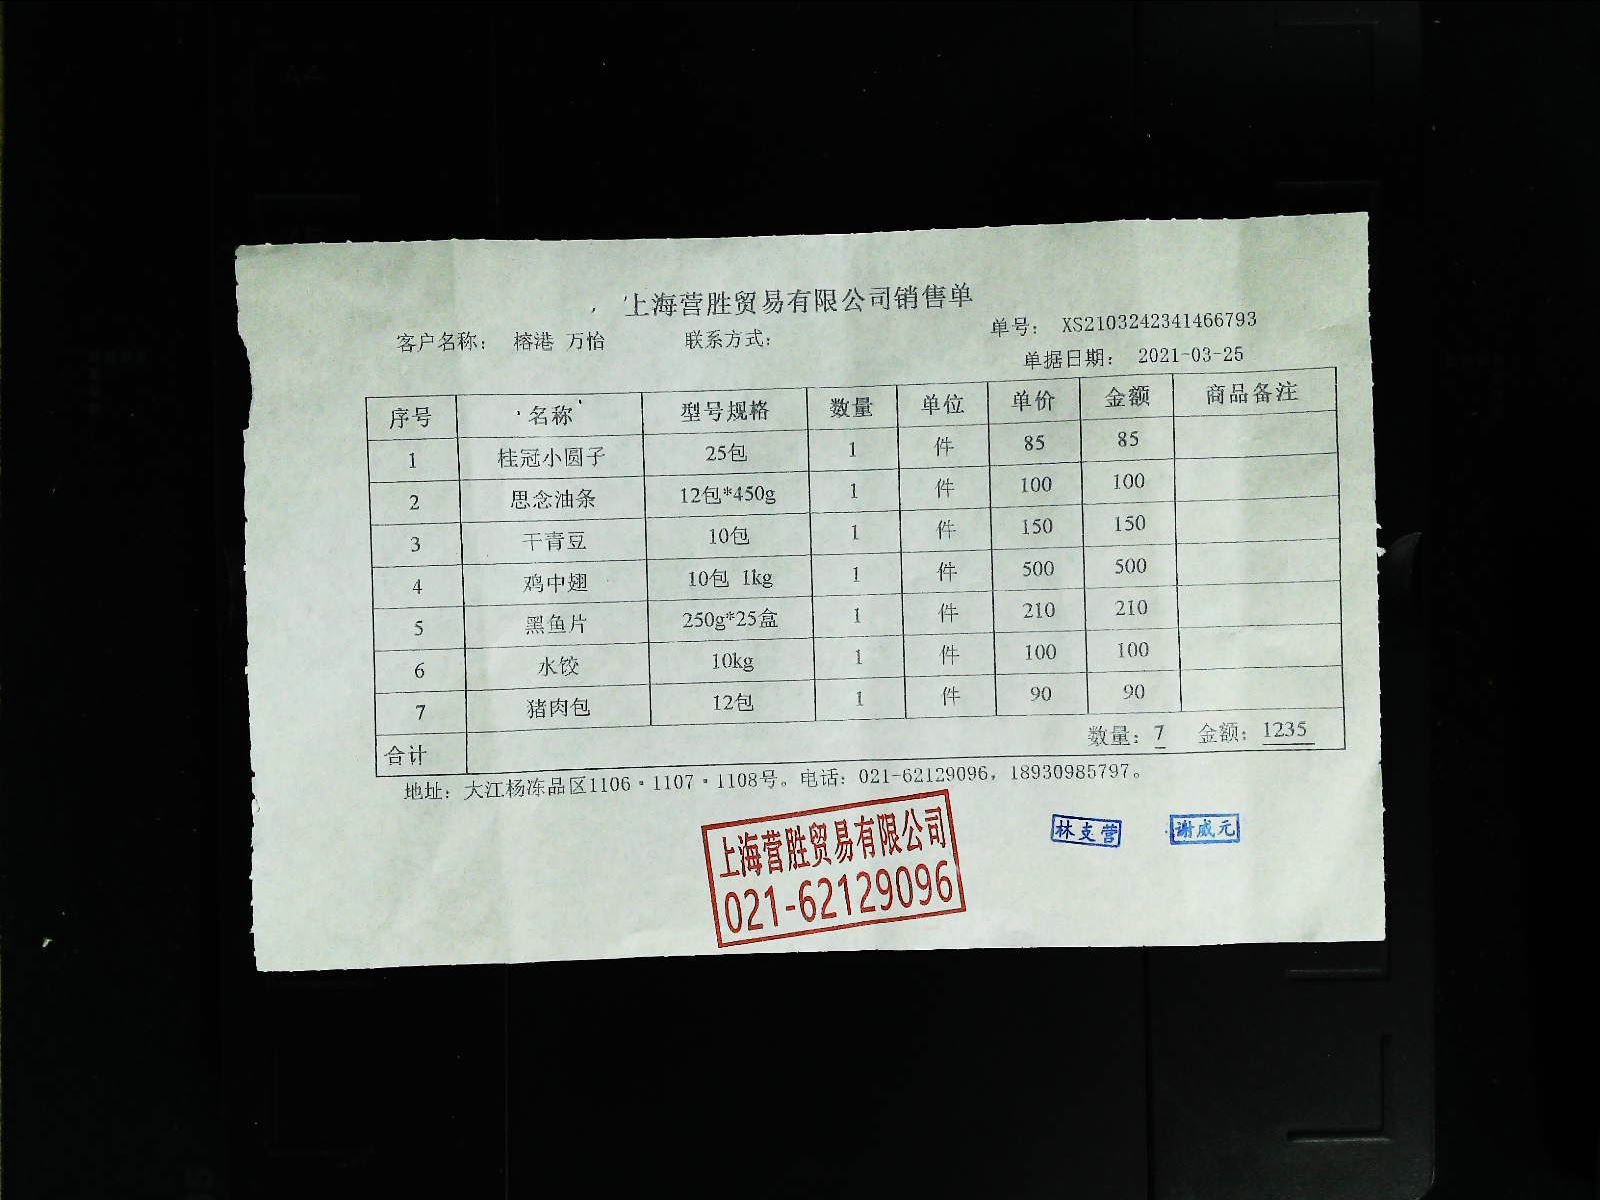 上海营胜贸易有限公司销售单
客户名称： 榕港 万怡 联系方式： 单号： XS2103242341466793
单据日期： 2021-03-25
序号 名称 型号规格 数量 单位 单价 金额 商品备注
1 桂冠小圆子 25包 1 件 85 85
2 思念油条 12包*450g 1 件 100 100
3 干青豆 10包 1 件 150 150
4 鸡中翅 10包 1kg 1 件 500 500
5 黑鱼片 250g*25盒 1 件 210 210
6 水饺 10kg 1 件 100 100
7 猪肉包 12包 1 件 90 90
合计 数量：7 金额：1235
地址：大江杨冻品区1106·1107·1108号。电话：021-62129096，18930985797。
上海营胜贸易有限公司
021-62129096
林支营 谢威元